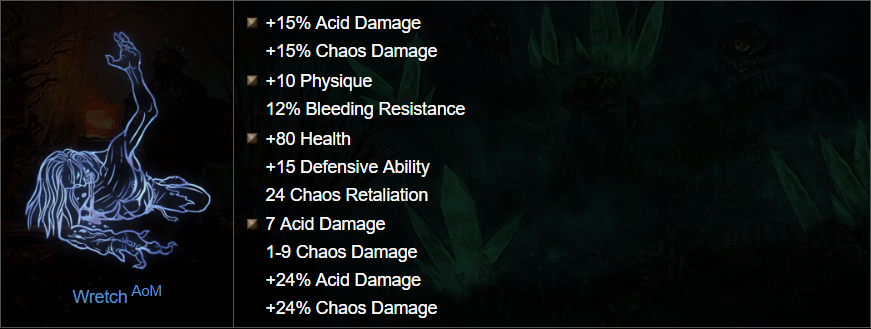 +15% Acid Damage
+15% Chaos Damage
+10 Physique
12% Bleeding Resistance
+80 Health
+15 Defensive Ability
24 Chaos Retaliation
7 Acid Damage
1-9 Chaos Damage
+24% Acid Damage
+24% Chaos Damage
Wretch AoM